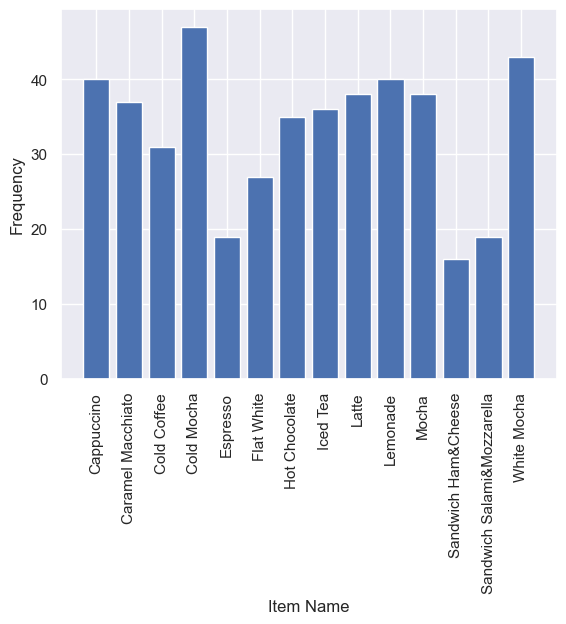 Frequency
40
30
20
10
0
Cappuccino
Caramel Macchiato
Cold Coffee
Cold Mocha
Espresso
Flat White
Hot Chocolate
Iced Tea
Latte
Lemonade
Mocha
Sandwich Ham&Cheese
Sandwich Salami&Mozzarella
White Mocha
Item Name